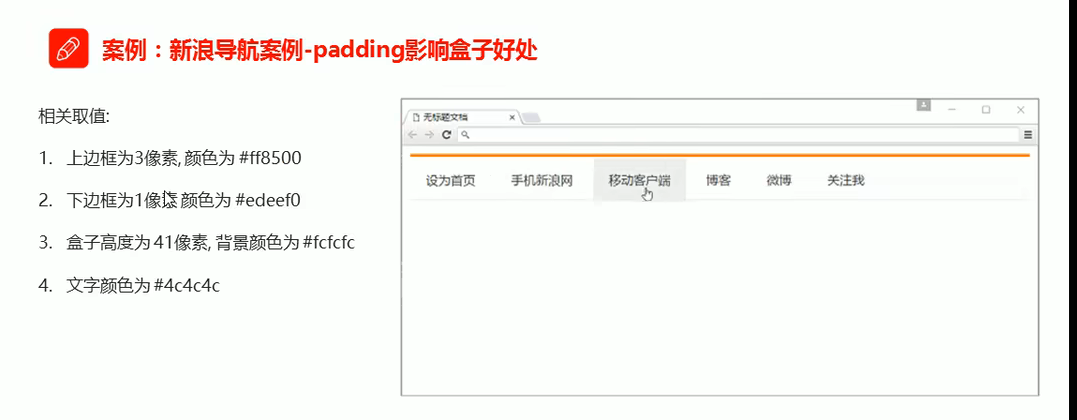 案例：新浪导航案例-padding影响盒子好处
相关取值:
1. 上边框为3像素, 颜色为 #ff8500
2. 下边框为1像素 颜色为 #edeef0
3. 盒子高度为 41像素, 背景颜色为 #fcfcfc
4. 文字颜色为 #4c4c4c
无标题文档
设为首页 手机新浪网 移动客户端 博客 微博 关注我